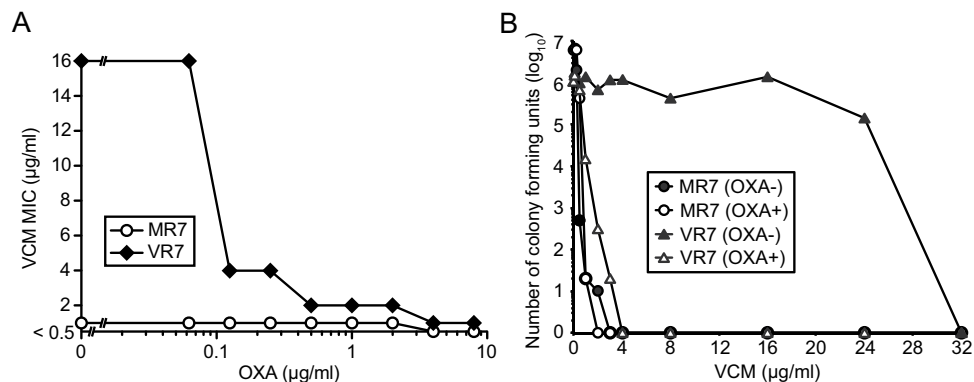 A
VCM MIC (µg/ml)
16
14
12
10
8
6
4
2
< 0.5
0
0.1
1
10
OXA (µg/ml)
MR7
VR7
B
Number of colony forming units (log10)
7
6
5
4
3
2
1
0
0
4
8
12
16
20
24
28
32
VCM (µg/ml)
MR7 (OXA-)
MR7 (OXA+)
VR7 (OXA-)
VR7 (OXA+)